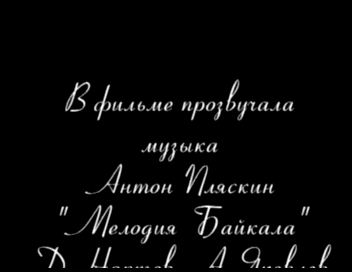 В фильме прозвучала
музыка
Антон Пляскин
"Мелодия Байкала"